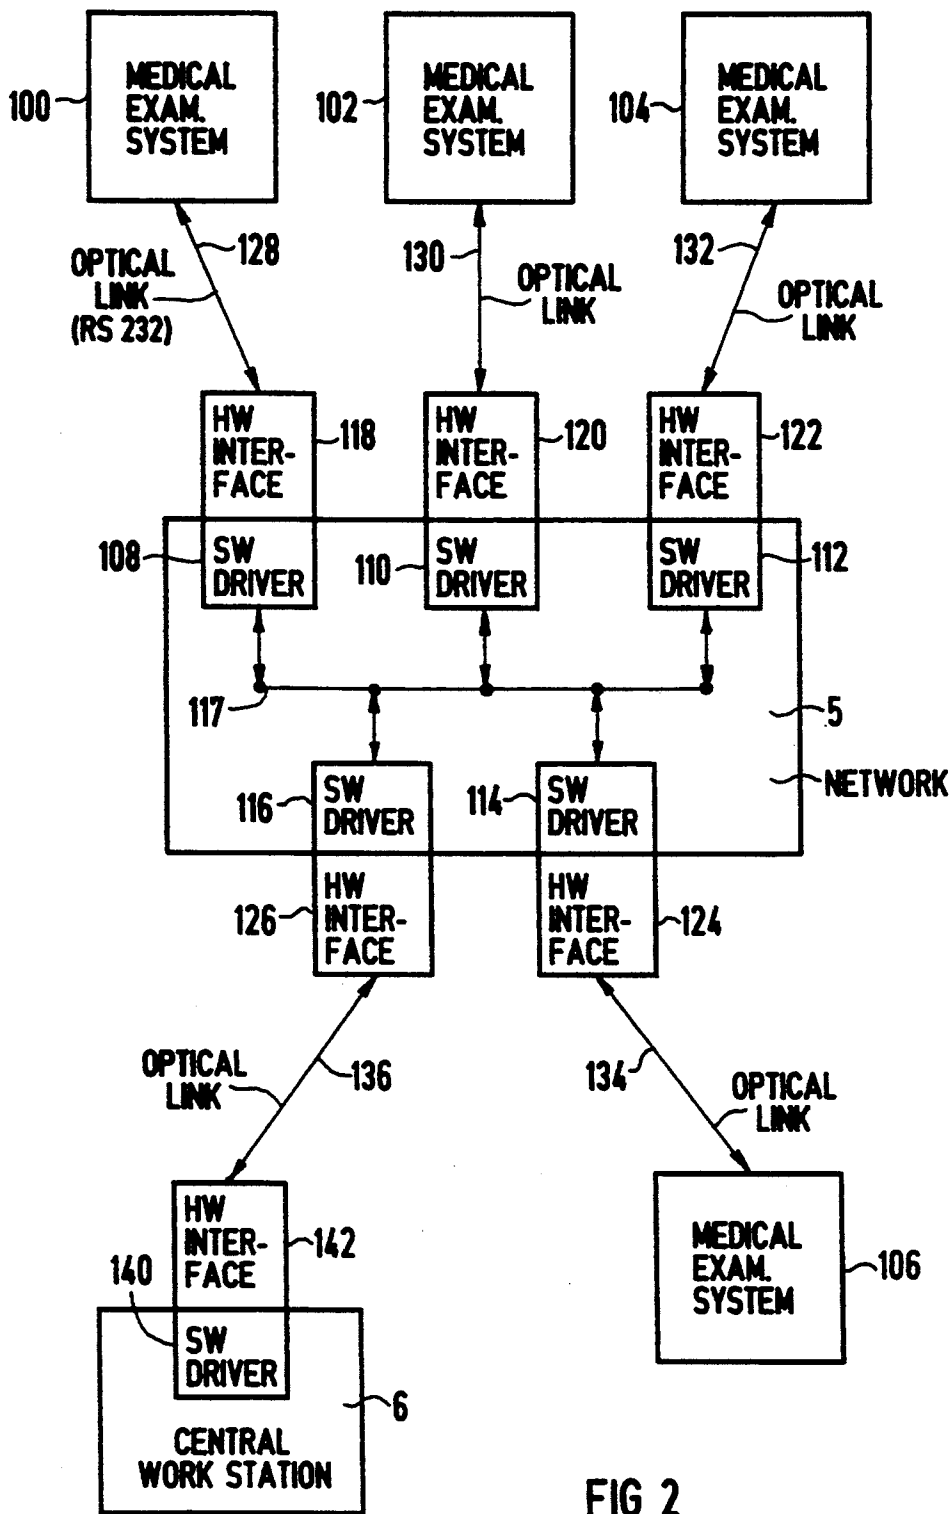 MEDICAL
EXAM.
SYSTEM
100
MEDICAL
EXAM.
SYSTEM
102
MEDICAL
EXAM.
SYSTEM
104
128
OPTICAL
LINK
(RS 232)
130
OPTICAL
LINK
132
OPTICAL
LINK
HW
INTER-
FACE
118
HW
INTER-
FACE
120
HW
INTER-
FACE
122
108
SW
DRIVER
110
SW
DRIVER
SW
DRIVER
112
117
5
NETWORK
116
SW
DRIVER
114
SW
DRIVER
126
HW
INTER-
FACE
HW
INTER-
FACE
124
OPTICAL
LINK
136
134
OPTICAL
LINK
HW
INTER-
FACE
142
140
SW
DRIVER
6
CENTRAL
WORK STATION
MEDICAL
EXAM.
SYSTEM
106
FIG 2